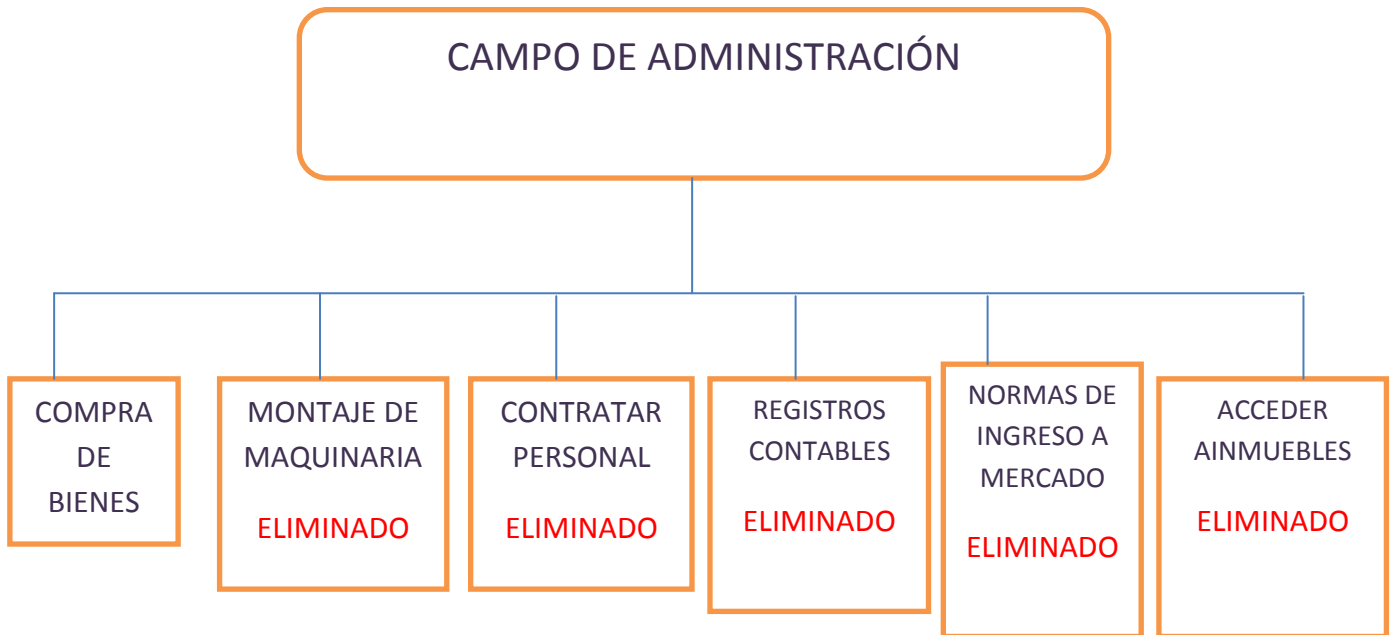 CAMPO DE ADMINISTRACIÓN
COMPRA
DE
BIENES
MONTAJE DE
MAQUINARIA
ELIMINADO
CONTRATAR
PERSONAL
ELIMINADO
REGISTROS
CONTABLES
ELIMINADO
NORMAS DE
INGRESO A
MERCADO
ELIMINADO
ACCEDER
AINMUEBLES
ELIMINADO